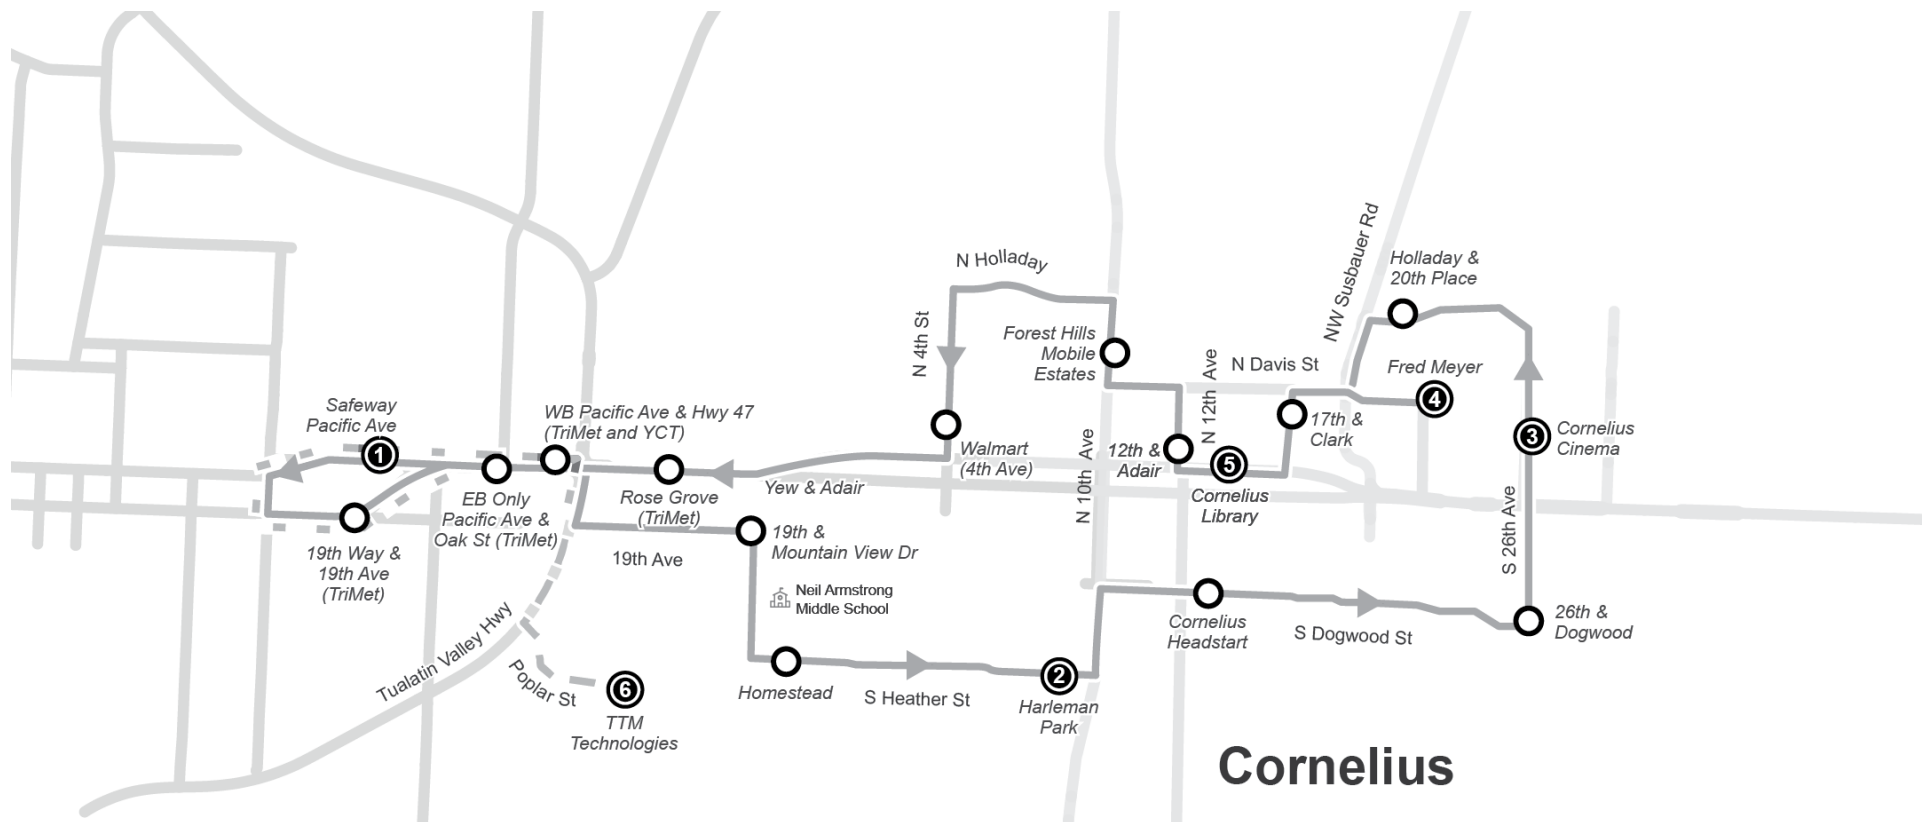 N Holladay
N 4th St
Forest Hills
Mobile
Estates
NW Susbauer Rd
Holladay &
20th Place
N Davis St
Fred Meyer
4
N 12th Ave
17th &
Clark
3
Cornelius
Cinema
Safeway
Pacific Ave
1
WB Pacific Ave & Hwy 47
(TriMet and YCT)
Walmart
(4th Ave)
12th &
Adair
5
Cornelius
Library
N 10th Ave
Yew & Adair
EB Only
Pacific Ave &
Oak St (TriMet)
Rose Grove
(TriMet)
19th &
Mountain View Dr
19th Way &
19th Ave
(TriMet)
19th Ave
S 26th Ave
Neil Armstrong
Middle School
Cornelius
Headstart
S Dogwood St
26th &
Dogwood
Tualatin Valley Hwy
Poplar St
6
TTM
Technologies
Homestead
S Heather St
2
Harleman
Park
Cornelius